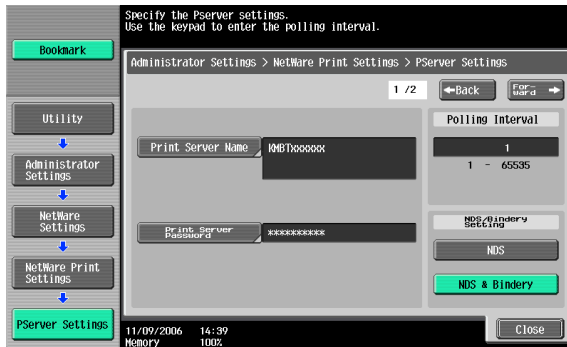 Specify the Pserver settings.
Use the keypad to enter the polling interval.
Bookmark
Administrator Settings > NetWare Print Settings > PServer Settings
1 /2
←Back
For-
ward →
Utility
Administrator
Settings
NetWare
Settings
NetWare Print
Settings
PServer Settings
Print Server Name
KMBTxxxxxx
Print Server
Password
**********
Polling Interval
1
1 - 65535
NDS/Bindery
Setting
NDS
NDS & Bindery
11/09/2006 14:39
Memory 100%
Close